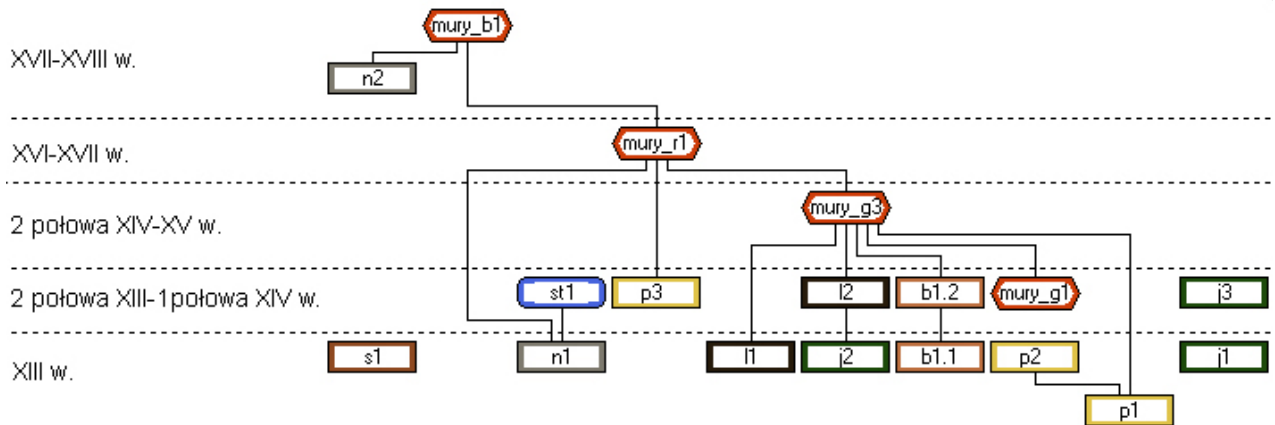 mury_b1
XVII-XVIII w.
n2
mury_r1
XVI-XVII w.
mury_g3
2 połowa XIV-XV w.
2 połowa XIII-1połowa XIV w.
st1
p3
l2
b1.2
mury_g1
j3
XIII w.
s1
n1
l1
j2
b1.1
p2
j1
p1